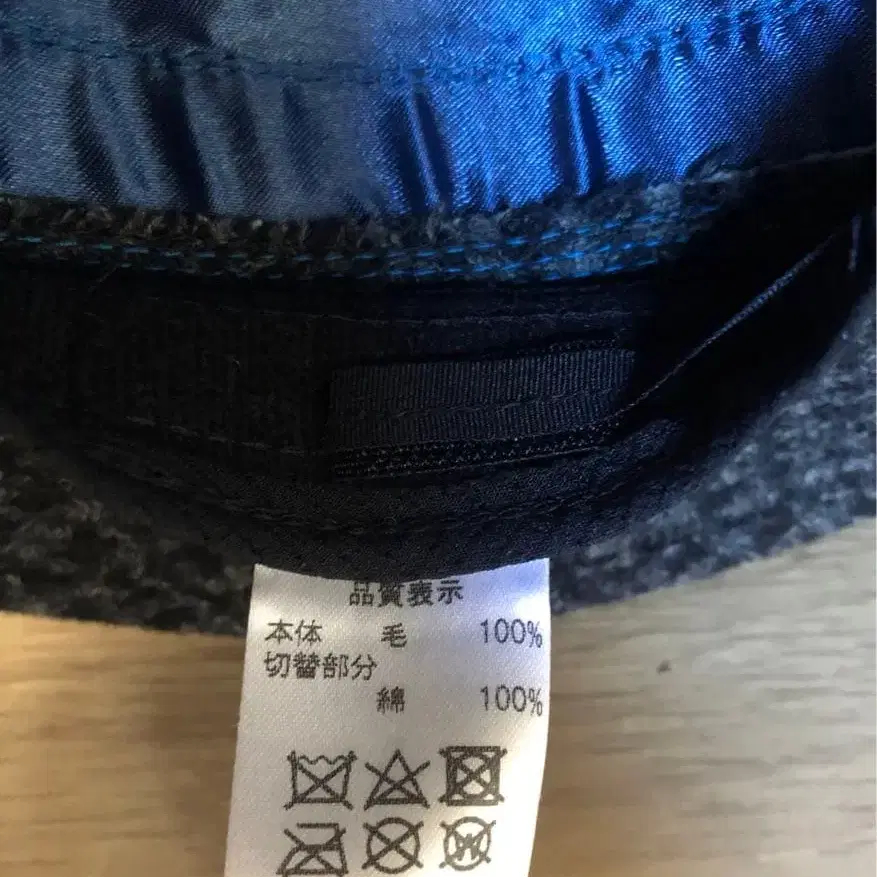 品質表示
本体 毛 100%
切替部分
綿 100%